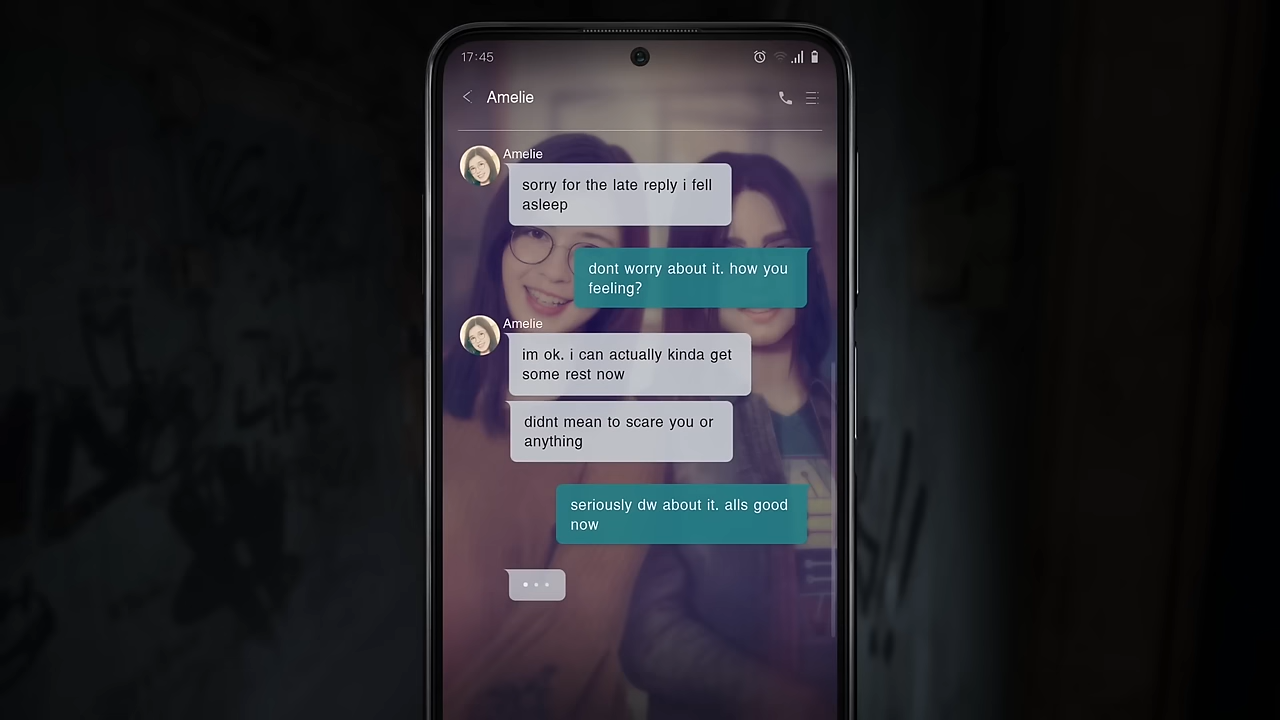 17:45
Amelie
Amelie
sorry for the late reply i fell
asleep
dont worry about it. how you
feeling?
Amelie
im ok. i can actually kinda get
some rest now
didnt mean to scare you or
anything
seriously dw about it. alls good
now